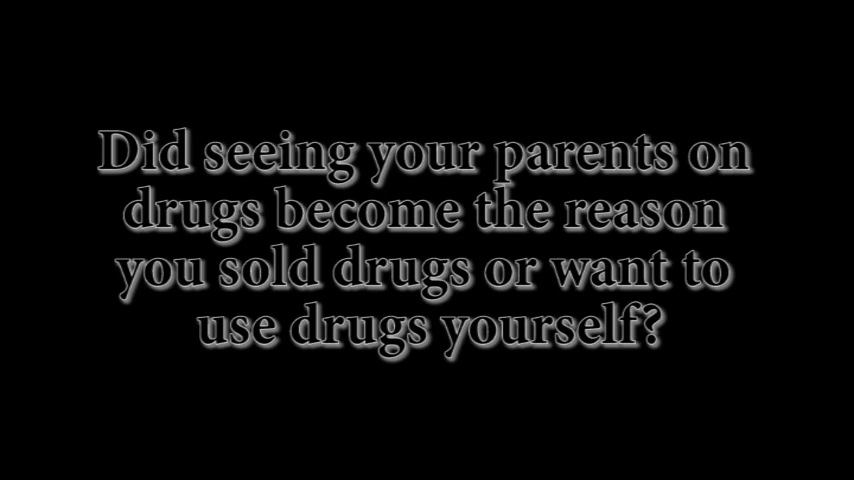 Did seeing your parents on
drugs become the reason
you sold drugs or want to
use drugs yourself?